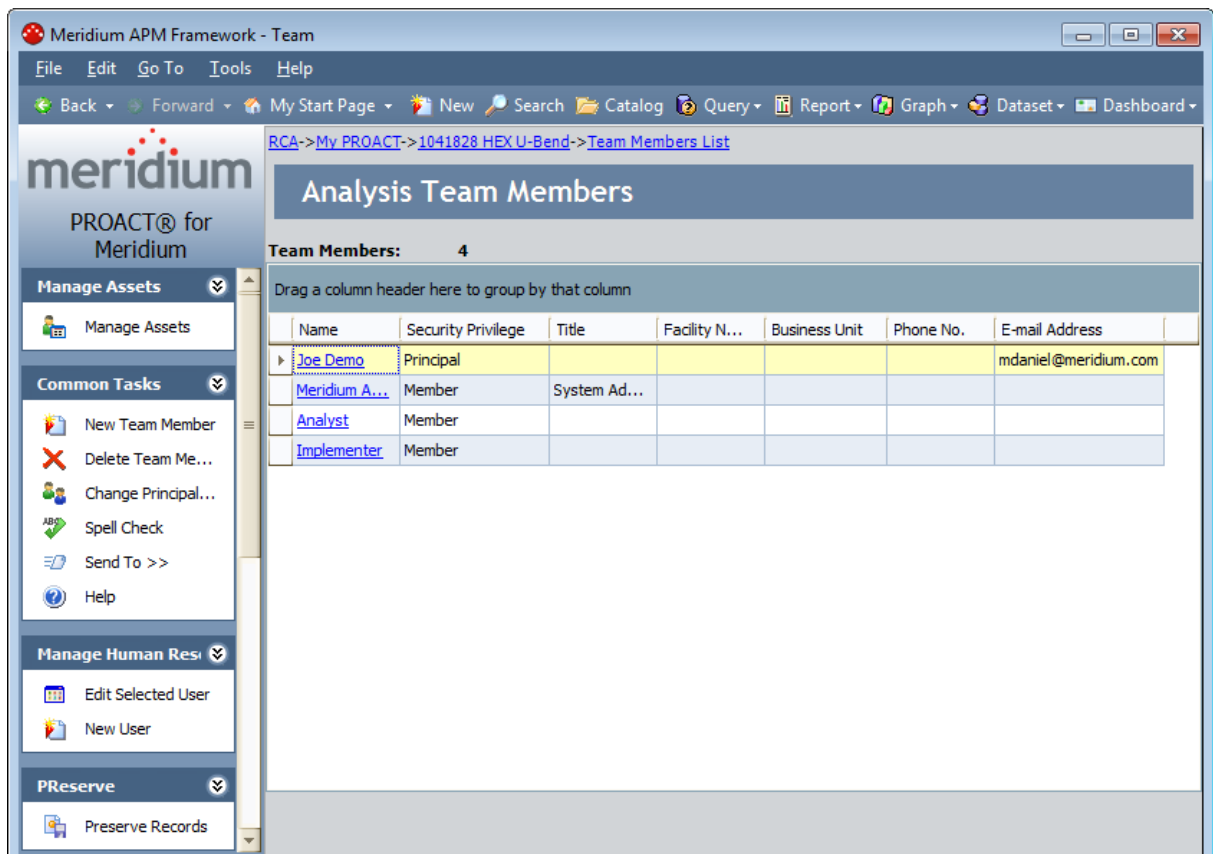 Meridium APM Framework - Team
File Edit Go To Tools Help
Back Forward My Start Page New Search Catalog Query Report Graph Dataset Dashboard
meridium
PROACT® for
Meridium
Manage Assets
Manage Assets
Common Tasks
New Team Member
Delete Team Me...
Change Principal...
ABC
Spell Check
Send To >>
Help
Manage Human Res
Edit Selected User
New User
PReserve
Preserve Records
RCA->My PROACT->1041828 HEX U-Bend->Team Members List
Analysis Team Members
Team Members: 4
Drag a column header here to group by that column
Name Security Privilege Title Facility N... Business Unit Phone No. E-mail Address
Joe Demo Principal mdaniel@meridium.com
Meridium A... Member System Ad...
Analyst Member
Implementer Member